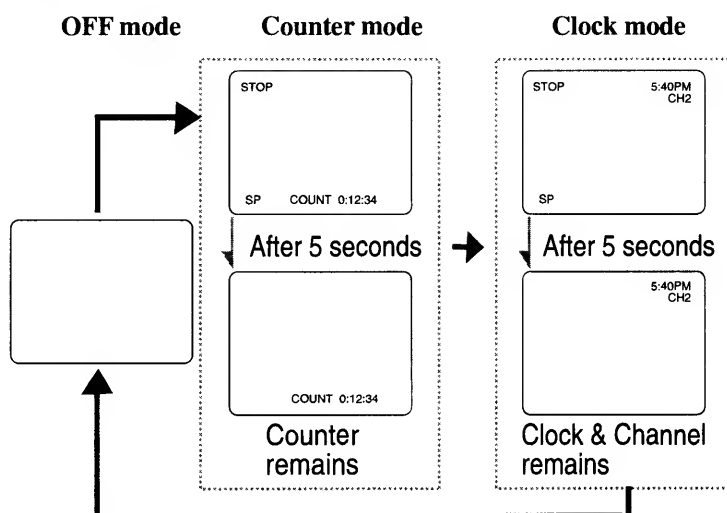 OFF mode
Counter mode
Clock mode
STOP
SP COUNT 0:12:34
After 5 seconds
COUNT 0:12:34
Counter
remains
STOP 5:40PM
CH2
SP
After 5 seconds
5:40PM
CH2
Clock & Channel
remains